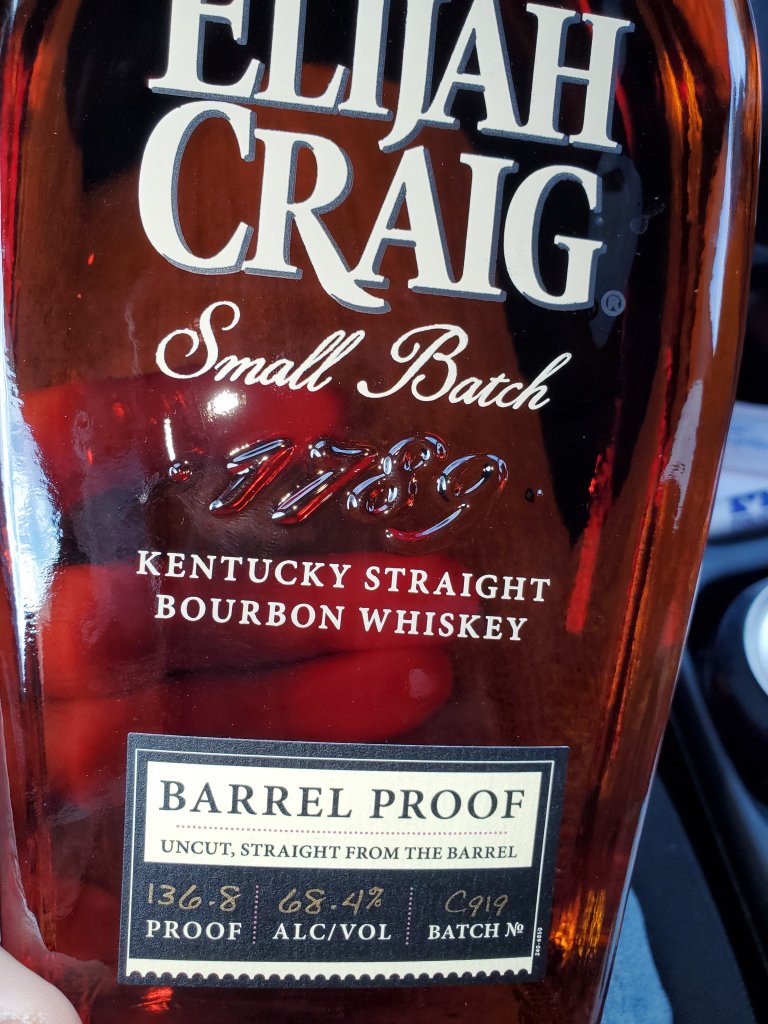 ELIJAH
CRAIG®
Small Batch
·1789·
KENTUCKY STRAIGHT
BOURBON WHISKEY
BARREL PROOF
UNCUT, STRAIGHT FROM THE BARREL
136.8 68.4% C919
PROOF ALC/VOL BATCH Nº